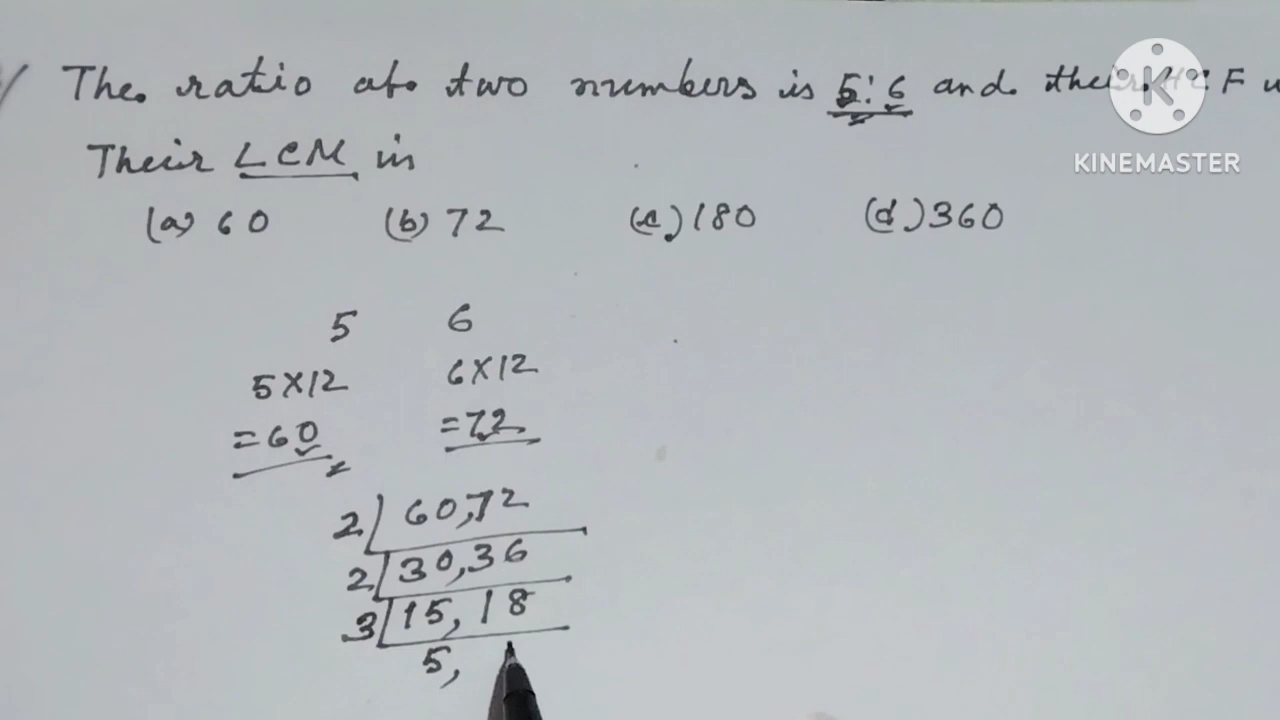 The ratio of two numbers is 5:6 and their HCF
Their LCM is
(a) 60 (b) 72 (c) 180 (d) 360
5 6
5×12 6×12
=60 =72
2 60,72
2 30,36
3 15,18
5,
KINEMASTER